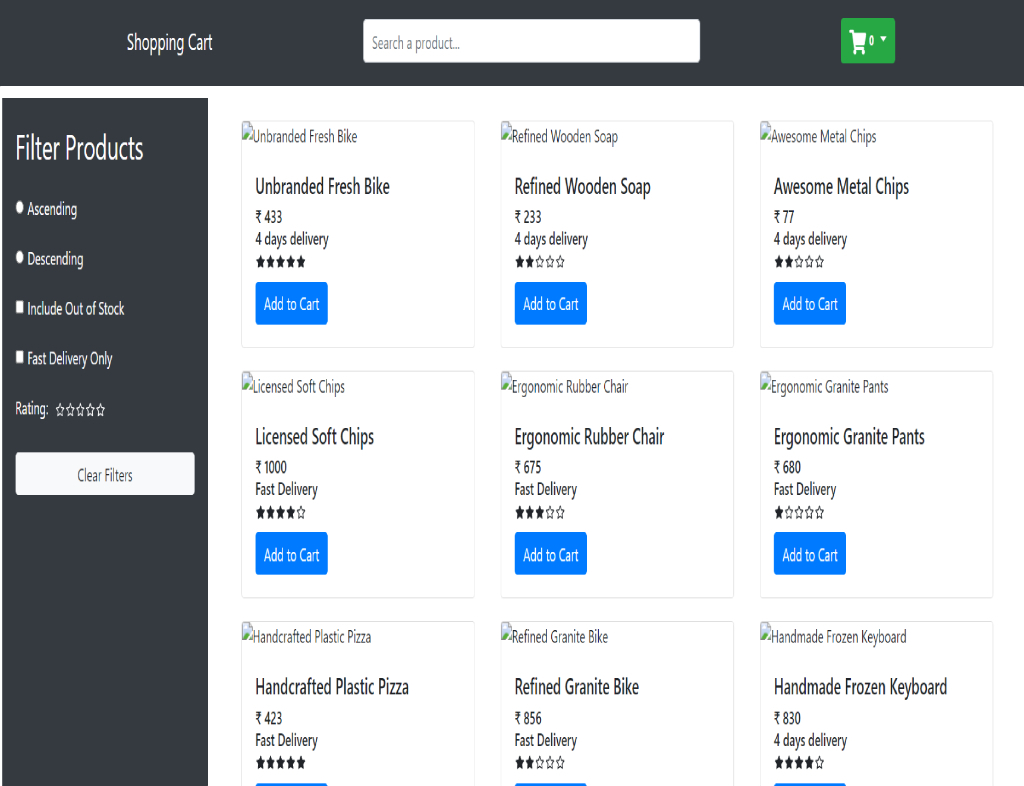 Shopping Cart
Search a product...
0
Filter Products
Ascending
Descending
Include Out of Stock
Fast Delivery Only
Rating:
Clear Filters
Unbranded Fresh Bike
Unbranded Fresh Bike
₹ 433
4 days delivery
Add to Cart
Refined Wooden Soap
Refined Wooden Soap
₹ 233
4 days delivery
Add to Cart
Awesome Metal Chips
Awesome Metal Chips
₹ 77
4 days delivery
Add to Cart
Licensed Soft Chips
Licensed Soft Chips
₹ 1000
Fast Delivery
Add to Cart
Ergonomic Rubber Chair
Ergonomic Rubber Chair
₹ 675
Fast Delivery
Add to Cart
Ergonomic Granite Pants
Ergonomic Granite Pants
₹ 680
Fast Delivery
Add to Cart
Handcrafted Plastic Pizza
Handcrafted Plastic Pizza
₹ 423
Fast Delivery
Refined Granite Bike
Refined Granite Bike
₹ 856
Fast Delivery
Handmade Frozen Keyboard
Handmade Frozen Keyboard
₹ 830
4 days delivery